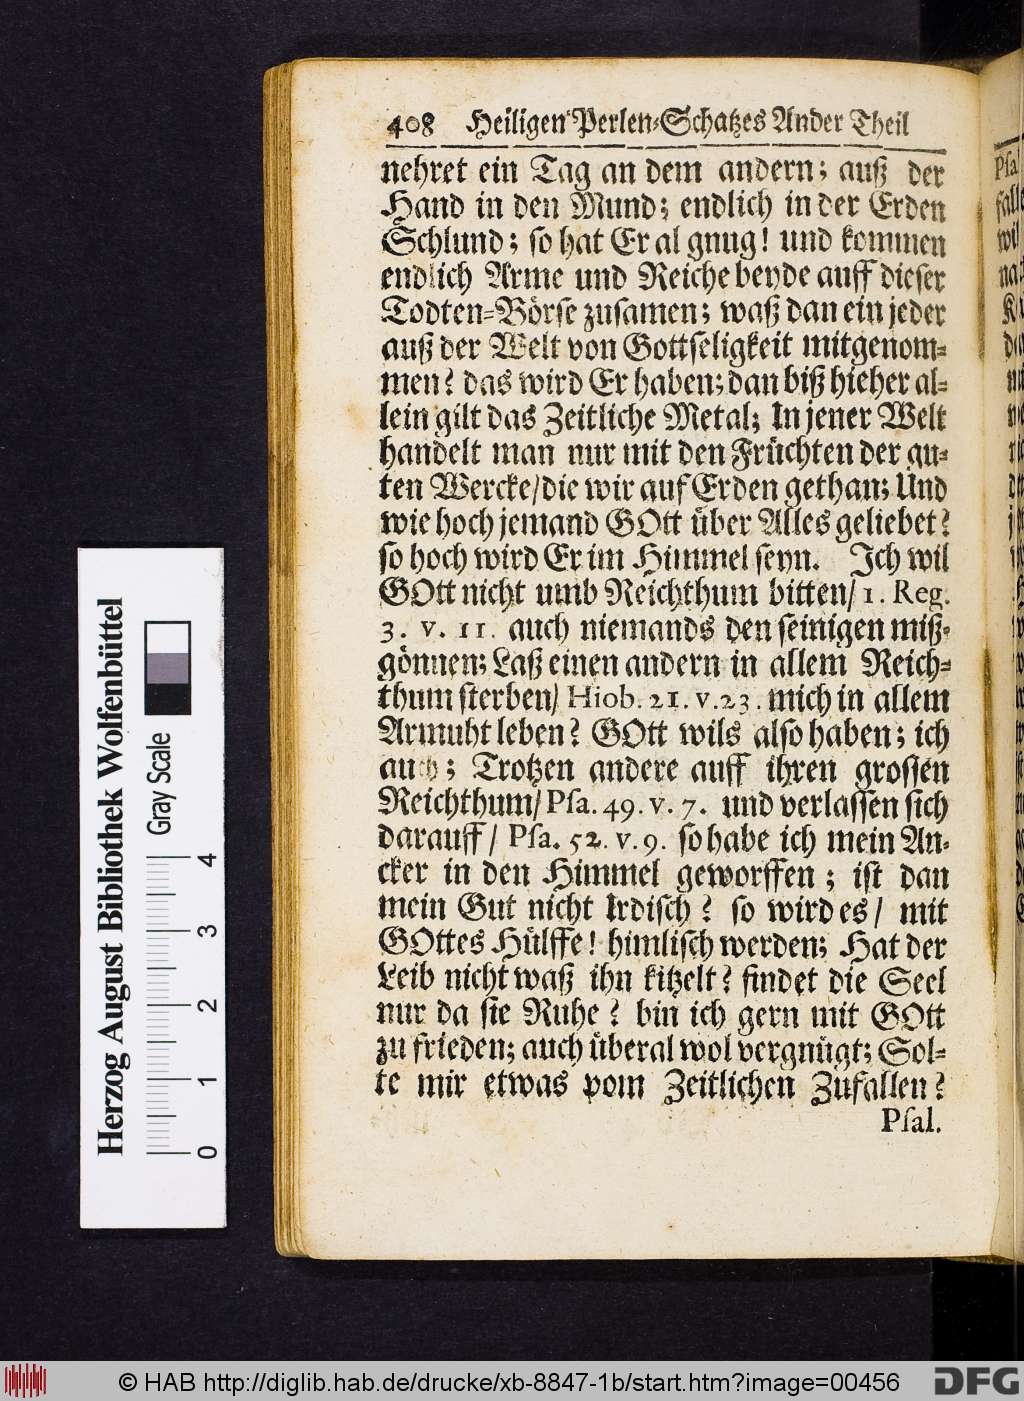 408 Heiligen Perlen-Schatzes Ander Theil
nehret ein Tag an dem andern; auß der
Hand in den Mund; endlich in der Erden
Schlund; so hat Er al gnug! und kommen
endlich Arme und Reiche beyde auff dieser
Todten-Börse zusamen; waß dan ein jeder
auß der Welt von Gottseligkeit mitgenom-
men? das wird Er haben; dan biß hieher al-
lein gilt das Zeitliche Metal; In jener Welt
handelt man nur mit den Früchten der gu-
ten Wercke/ die wir auf Erden gethan; Und
wie hoch jemand GOtt über Alles geliebet?
so hoch wird Er im Himmel seyn. Ich wil
GOtt nicht umb Reichthum bitten/ 1. Reg.
3. v. 11. auch niemands den seinigen miß-
gönnen; Laß einen andern in allem Reich-
thum sterben/ Hiob. 21. v. 23. mich in allem
Armuht leben? GOtt wils also haben; ich
auch; Trotzen andere auff ihren grossen
Reichthum/ Psa. 49. v. 7. und verlassen sich
darauff/ Psa. 52. v. 9. so habe ich mein An-
cker in den Himmel geworffen; ist dan
mein Gut nicht Irdisch? so wird es/ mit
GOttes Hülffe! himlisch werden; Hat der
Leib nicht waß ihn kitzelt? findet die Seel
nur da sie Ruhe? bin ich gern mit GOtt
zu frieden; auch überal wol vergnügt; Sol-
te mir etwas vom Zeitlichen Zufallen?
Psal.
Herzog August Bibliothek Wolfenbüttel
Gray Scale
0 1 2 3 4
© HAB http://diglib.hab.de/drucke/xb-8847-1b/start.htm?image=00456
DFG